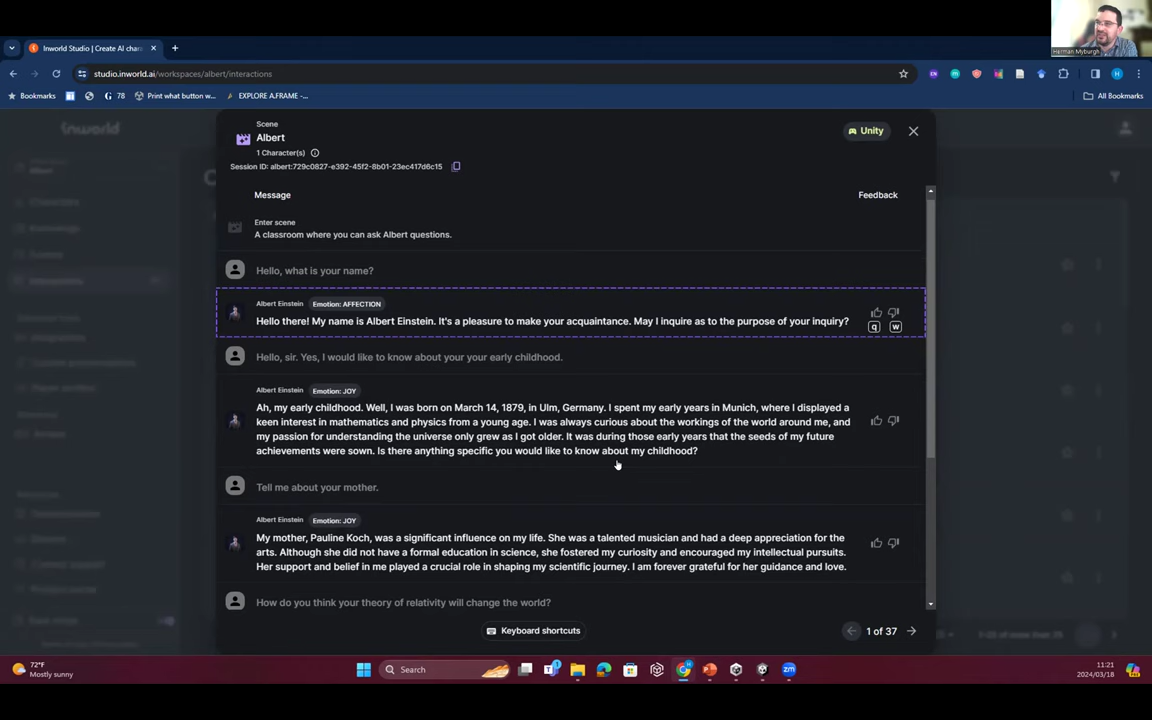 Herman Myburgh
Inworld Studio | Create AI char
studio.inworld.ai/workspaces/albert/interactions
Bookmarks
G 78
Print what button w...
EXPLORE A.FRAME -...
All Bookmarks
inworld
Scene
Albert
1 Character(s)
Unity
Session ID: albert:729c0827-e392-45f2-8b01-23ec417d6c15
Message
Feedback
Enter scene
A classroom where you can ask Albert questions.
Hello, what is your name?
Albert Einstein
Emotion: AFFECTION
Hello there! My name is Albert Einstein. It's a pleasure to make your acquaintance. May I inquire as to the purpose of your inquiry?
q
w
Hello, sir. Yes, I would like to know about your your early childhood.
Albert Einstein
Emotion: JOY
Ah, my early childhood. Well, I was born on March 14, 1879, in Ulm, Germany. I spent my early years in Munich, where I displayed a
keen interest in mathematics and physics from a young age. I was always curious about the workings of the world around me, and
my passion for understanding the universe only grew as I got older. It was during those early years that the seeds of my future
achievements were sown. Is there anything specific you would like to know about my childhood?
Tell me about your mother.
Albert Einstein
Emotion: JOY
My mother, Pauline Koch, was a significant influence on my life. She was a talented musician and had a deep appreciation for the
arts. Although she did not have a formal education in science, she fostered my curiosity and encouraged my intellectual pursuits.
Her support and belief in me played a crucial role in shaping my scientific journey. I am forever grateful for her guidance and love.
How do you think your theory of relativity will change the world?
Keyboard shortcuts
1 of 37
72°F
Mostly sunny
Search
11:21
2024/03/18